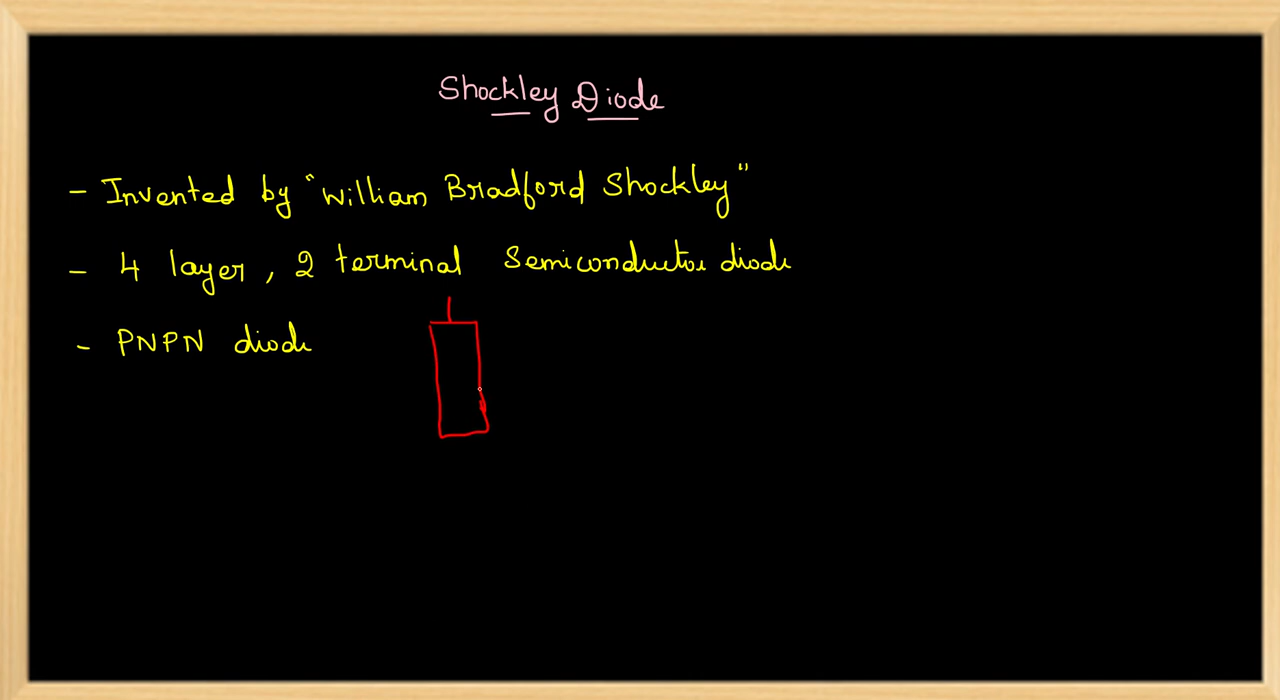 Shockley Diode
- Invented by "William Bradford Shockley"
- 4 layer, 2 terminal Semiconductor diode
- PNPN diode